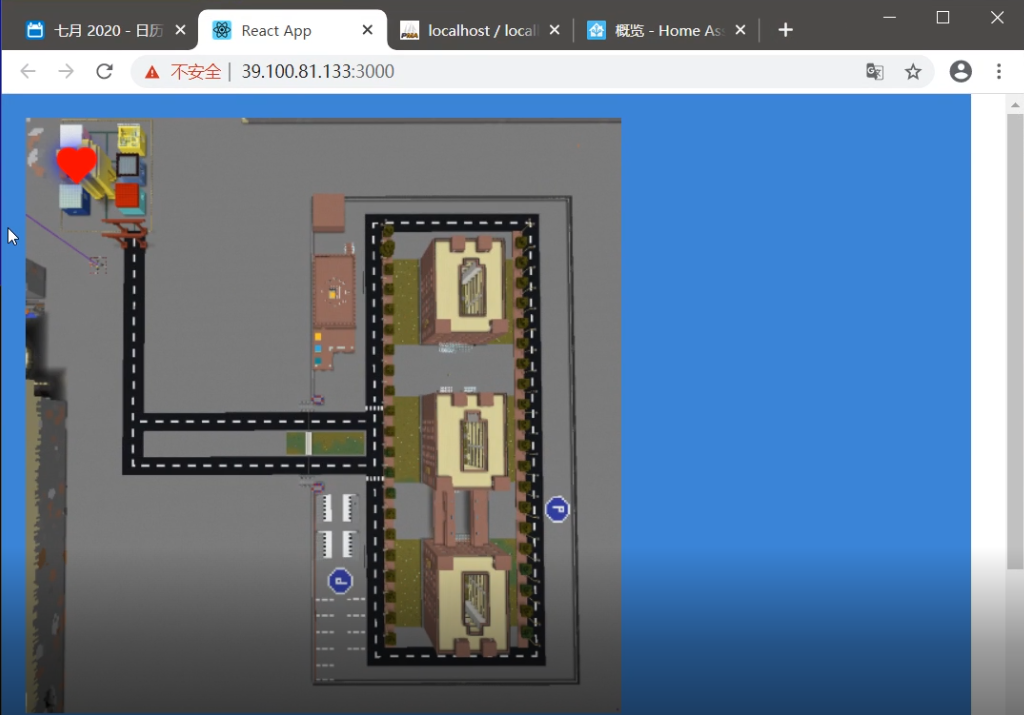 七月 2020 - 日历
React App
localhost / local
概览 - Home As
不安全
39.100.81.133:3000
P
P